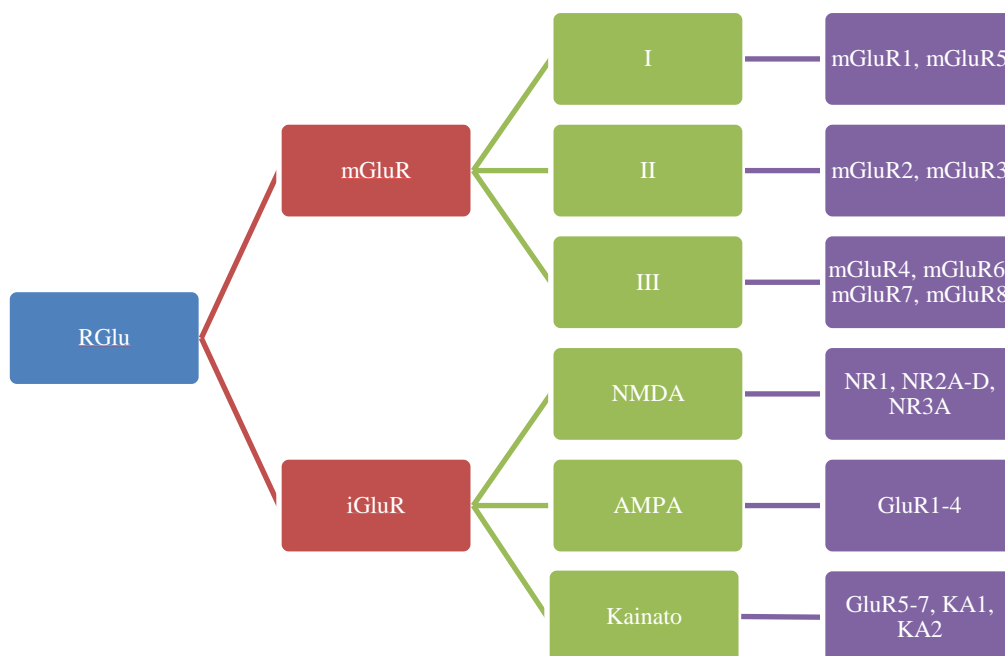 RGlu
mGluR
iGluR
I
II
III
NMDA
AMPA
Kainato
mGluR1, mGluR5
mGluR2, mGluR3
mGluR4, mGluR6
mGluR7, mGluR8
NR1, NR2A-D,
NR3A
GluR1-4
GluR5-7, KA1,
KA2